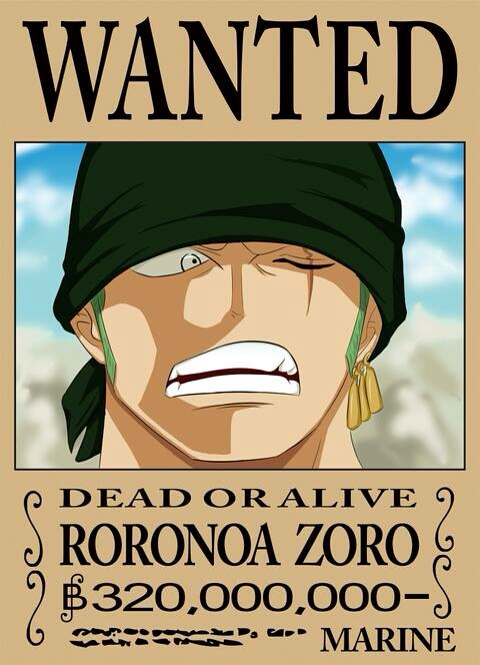 WANTED
DEAD OR ALIVE
RORONOA ZORO
฿320,000,000-
MARINE